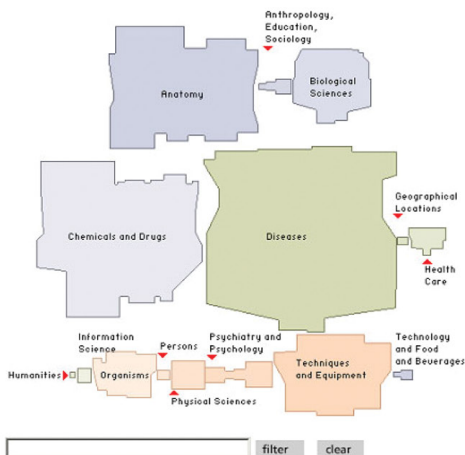 Anthropology,
Education,
Sociology
Anatomy
Biological
Sciences
Chemicals and Drugs
Diseases
Geographical
Locations
Health
Care
Information
Science
Persons
Psychiatry and
Psychology
Technology
and Food
and Beverages
Humanities
Organisms
Techniques
and Equipment
Physical Sciences
filter
clear